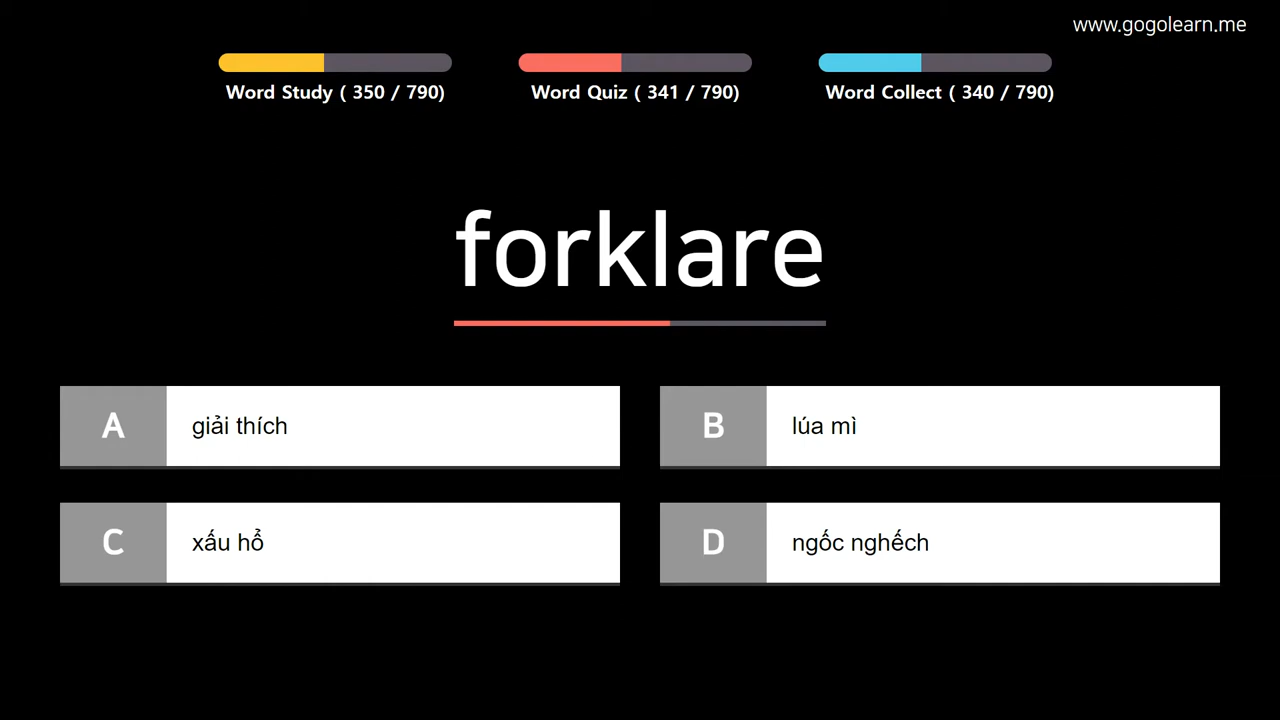 www.gogolearn.me
Word Study ( 350 / 790)
Word Quiz ( 341 / 790)
Word Collect ( 340 / 790)
forklare
A giải thích
B lúa mì
C xấu hổ
D ngốc nghếch